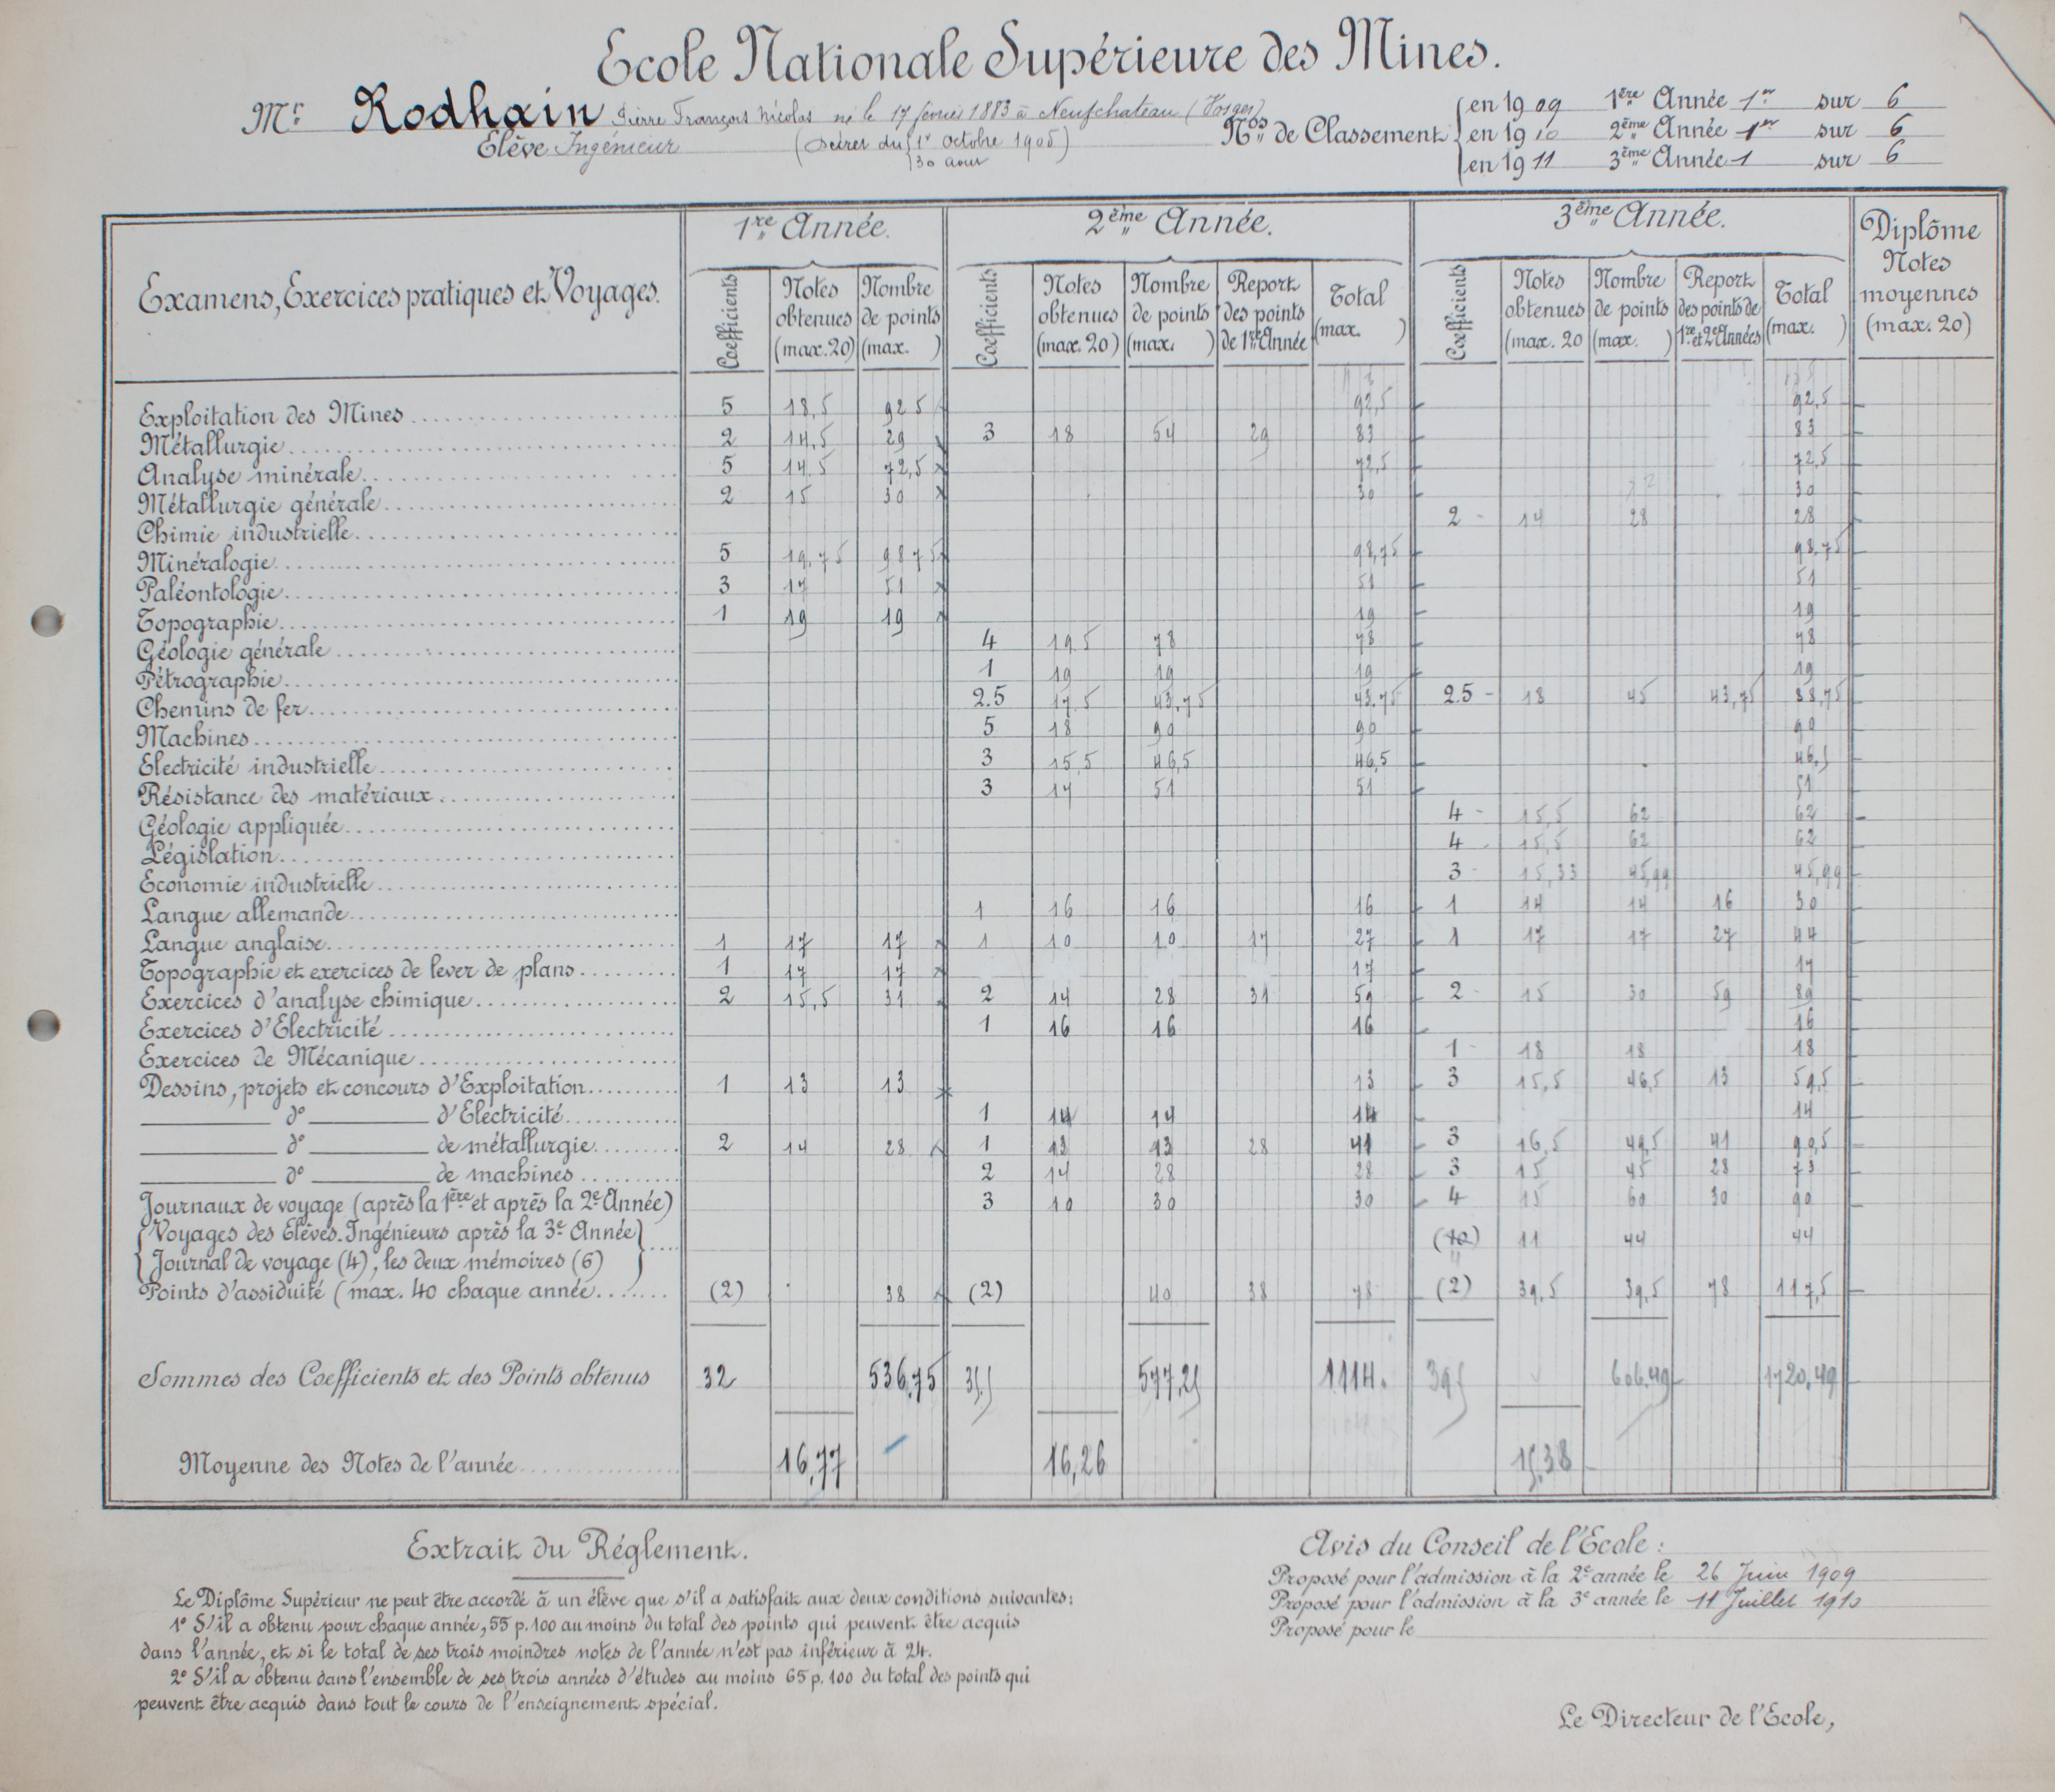 Ecole Nationale Supérieure des Mines.
Mr. Rodhain Pierre François Nicolas né le 17 février 1883 à Neufchateau (Vosges)
Elève Ingénieur (Décret du 1er Octobre 1905)
30 aout
Nos. de Classement
en 1909 1ère Année 1er sur 6
en 1910 2ème Année 1er sur 6
en 1911 3ème Année 1 sur 6
Examens, Exercices pratiques et Voyages. 1re Année. 2ème Année. 3ème Année. Diplôme Notes moyennes (max. 20)
Coefficients Notes obtenues (max. 20) Nombre de points (max. ) Coefficients Notes obtenues (max. 20) Nombre de points (max. ) Report des points de 1re Année Total (max. ) Coefficients Notes obtenues (max. 20 Nombre de points (max. ) Report des points de 1re et 2e Années Total (max. )
Exploitation des Mines 5 18,5 92 5 92,5 92,5
Métallurgie 2 14,5 29 3 18 54 29 83 83
Analyse minérale 5 14,5 72,5 72,5 72,5
Métallurgie générale 2 15 30 30 30
Chimie industrielle 2 14 28 28
Minéralogie 5 19,75 98 75 98,75 98,75
Paléontologie 3 17 51 51 51
Topographie 1 19 19 19 19
Géologie générale 4 19 5 78 78 78
Pétrographie 1 19 19 19 19
Chemins de fer 2.5 17,5 43,75 43,75 2.5 18 45 43,75 88,75
Machines 5 18 90 90 90
Electricité industrielle 3 15,5 46,5 46,5 46,5
Résistance des matériaux 3 17 51 51 51
Géologie appliquée 4 15,5 62 62
Législation 4 15,5 62 62
Economie industrielle 3 15,33 45,99 45,99
Langue allemande 1 16 16 16 1 14 14 16 30
Langue anglaise 1 17 17 1 10 10 17 27 1 17 17 27 44
Topographie et exercices de lever de plans 1 17 17 17 17
Exercices d'analyse chimique 2 15,5 31 2 14 28 31 59 2 15 30 59 89
Exercices d'Electricité 1 16 16 16 16
Exercices de Mécanique 1 18 18 18
Dessins, projets et concours d'Exploitation 1 13 13 13 3 15,5 46,5 13 59,5
do d'Electricité 1 14 14 14 14
do de métallurgie 2 14 28 1 13 13 28 41 3 16,5 49,5 41 90,5
do de machines 2 14 28 28 3 15 45 28 73
Journaux de voyage (après la 1ère et après la 2e Année) 3 10 30 30 4 15 60 30 90
Voyages des Elèves-Ingénieurs après la 3e Année (10) 11 44 44
Journal de voyage (4), les deux mémoires (6)
Points d'assiduité (max. 40 chaque année (2) 38 (2) 40 38 78 (2) 39,5 39,5 78 117,5
Sommes des Coefficients et des Points obtenus 32 536,75 35,5 577,25 1114. 39,5 606,49 1720,49
Moyenne des Notes de l'année 16,77 16,26 15,38
Extrait du Réglement.
Le Diplôme Supérieur ne peut être accordé à un élève que s'il a satisfait aux deux conditions suivantes:
1o S'il a obtenu pour chaque année, 55 p. 100 au moins du total des points qui peuvent être acquis
dans l'année, et si le total de ses trois moindres notes de l'année n'est pas inférieur à 24.
2o S'il a obtenu dans l'ensemble de ses trois années d'études au moins 65 p. 100 du total des points qui
peuvent être acquis dans tout le cours de l'enseignement spécial.
Avis du Conseil de l'Ecole:
Proposé pour l'admission à la 2e année le 26 Juin 1909
Proposé pour l'admission à la 3e année le 11 Juillet 1910
Proposé pour le
Le Directeur de l'Ecole,